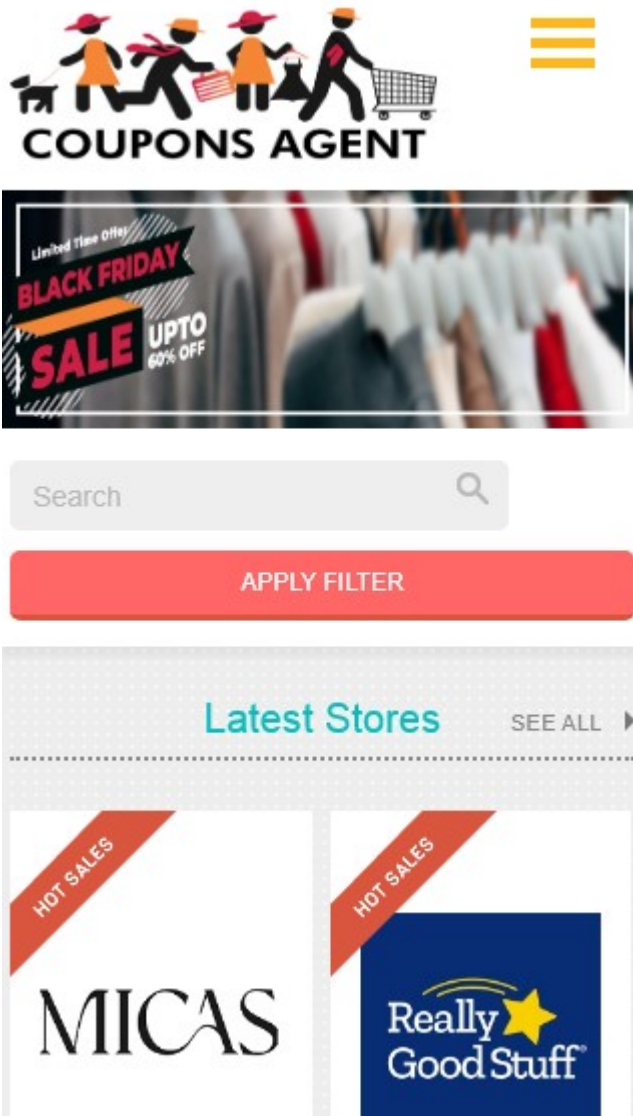 COUPONS AGENT
Limited Time Offer
BLACK FRIDAY
SALE
UPTO
60% OFF
Search
APPLY FILTER
Latest Stores
SEE ALL
HOT SALES
HOT SALES
MICAS
Really
Good Stuff